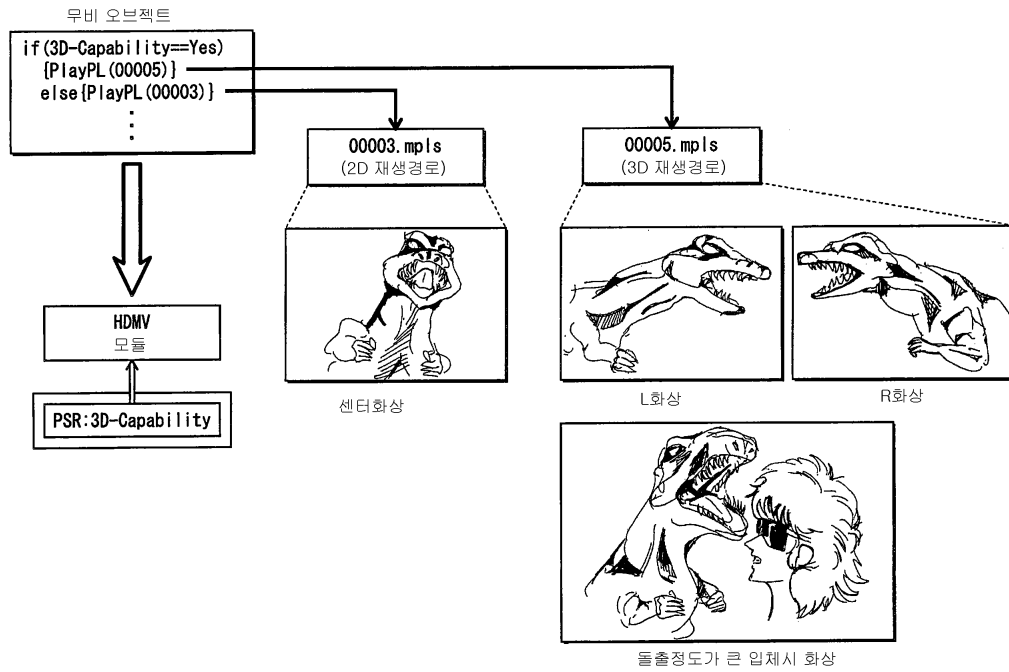 무비 오브젝트
if(3D-Capability==Yes)
{PlayPL(00005)}
else{PlayPL(00003)}
00003.mpls
(2D 재생경로)
00005.mpls
(3D 재생경로)
HDMV
모듈
PSR:3D-Capability
센터화상
L화상
R화상
돌출정도가 큰 입체시 화상